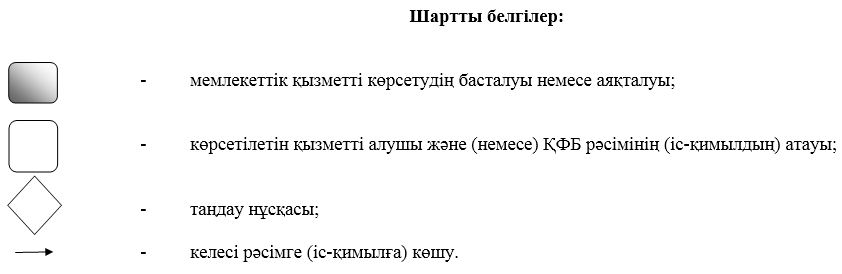 Шартты белгілер:
- мемлекеттік қызметті көрсетудің басталуы немесе аяқталуы;
- көрсетілетін қызметті алушы және (немесе) ҚФБ рәсімінің (іс-қимылдың) атауы;
- таңдау нұсқасы;
- келесі рәсімге (іс-қимылға) көшу.